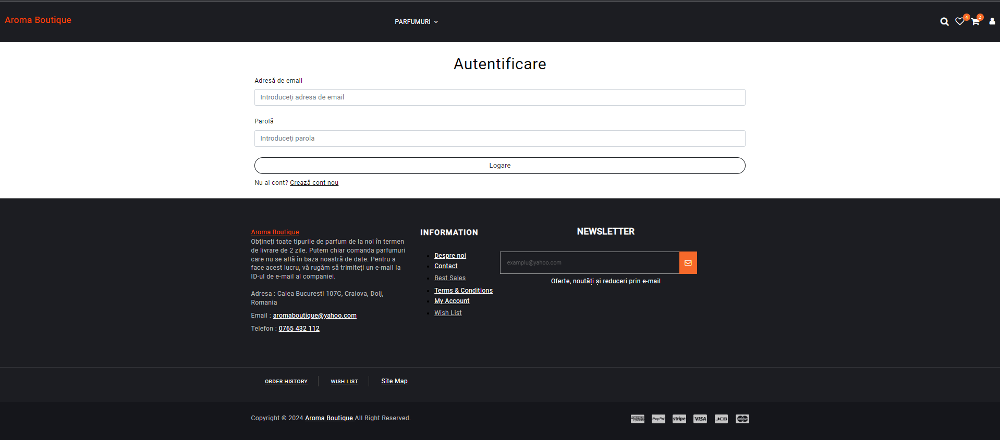 Aroma Boutique
PARFUMURI
4
2
Autentificare
Adresă de email
Introduceți adresa de email
Parolă
Introduceți parola
Logare
Nu ai cont? Crează cont nou
Aroma Boutique
Obțineți toate tipurile de parfum de la noi în termen
de livrare de 2 zile. Putem chiar comanda parfumuri
care nu se află în baza noastră de date. Pentru a
face acest lucru, vă rugăm să trimiteți un e-mail la
ID-ul de e-mail al companiei.
Adresa : Calea Bucuresti 107C, Craiova, Dolj,
Romania
Email : aromaboutique@yahoo.com
Telefon : 0765 432 112
INFORMATION
Despre noi
Contact
Best Sales
Terms & Conditions
My Account
Wish List
NEWSLETTER
examplu@yahoo.com
Oferte, noutăți și reduceri prin e-mail
ORDER HISTORY
WISH LIST
Site Map
Copyright © 2024 Aroma Boutique All Right Reserved.
PayPal
stripe
VISA
JCB